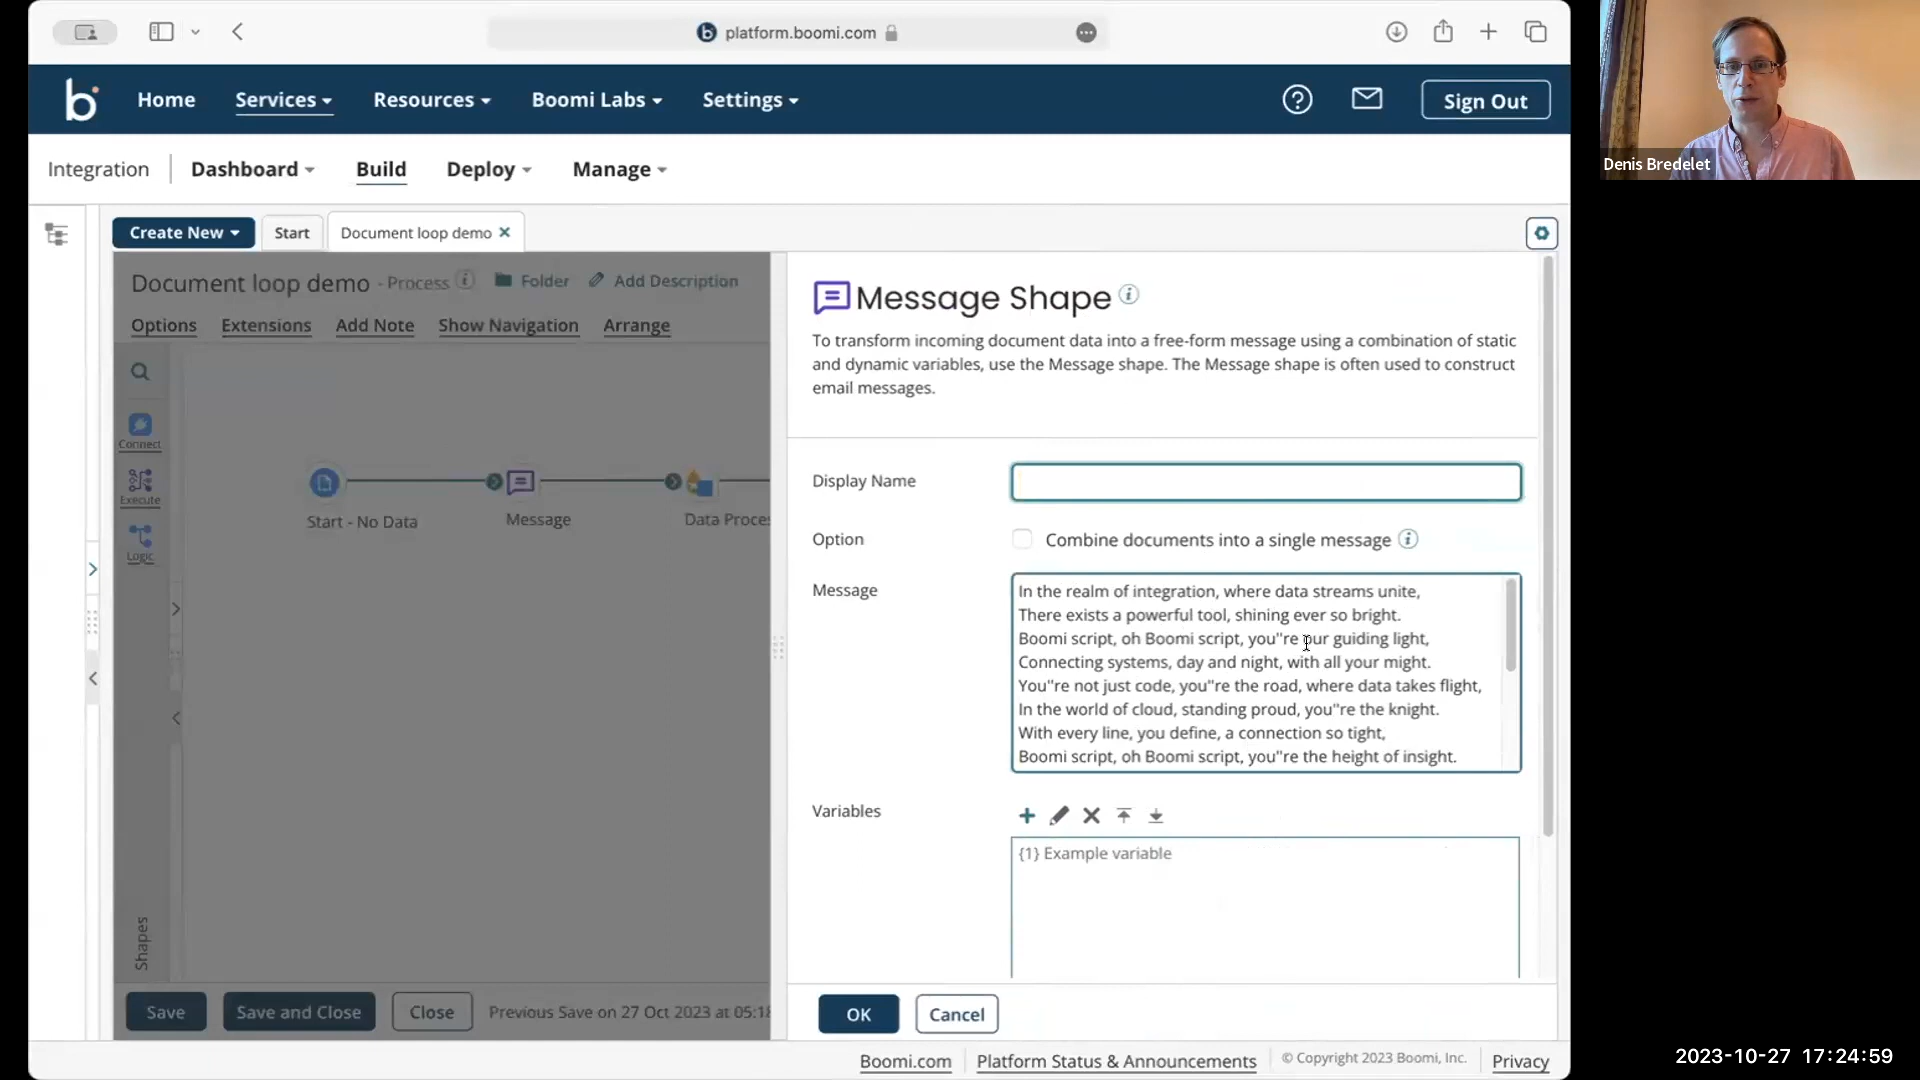 platform.boomi.com
Home
Services
Resources
Boomi Labs
Settings
Sign Out
Denis Bredelet
Integration
Dashboard
Build
Deploy
Manage
Create New
Start
Document loop demo
Document loop demo - Process
Folder
Add Description
Options
Extensions
Add Note
Show Navigation
Arrange
Connect
Execute
Logic
Shapes
Start - No Data
Message
Data Proces
Message Shape
To transform incoming document data into a free-form message using a combination of static
and dynamic variables, use the Message shape. The Message shape is often used to construct
email messages.
Display Name
Option
Combine documents into a single message
Message
In the realm of integration, where data streams unite,
There exists a powerful tool, shining ever so bright.
Boomi script, oh Boomi script, you''re our guiding light,
Connecting systems, day and night, with all your might.
You''re not just code, you''re the road, where data takes flight,
In the world of cloud, standing proud, you''re the knight.
With every line, you define, a connection so tight,
Boomi script, oh Boomi script, you''re the height of insight.
Variables
{1} Example variable
Save
Save and Close
Close
Previous Save on 27 Oct 2023 at 05:18
OK
Cancel
Boomi.com
Platform Status & Announcements
© Copyright 2023 Boomi, Inc.
Privacy
2023-10-27 17:24:59